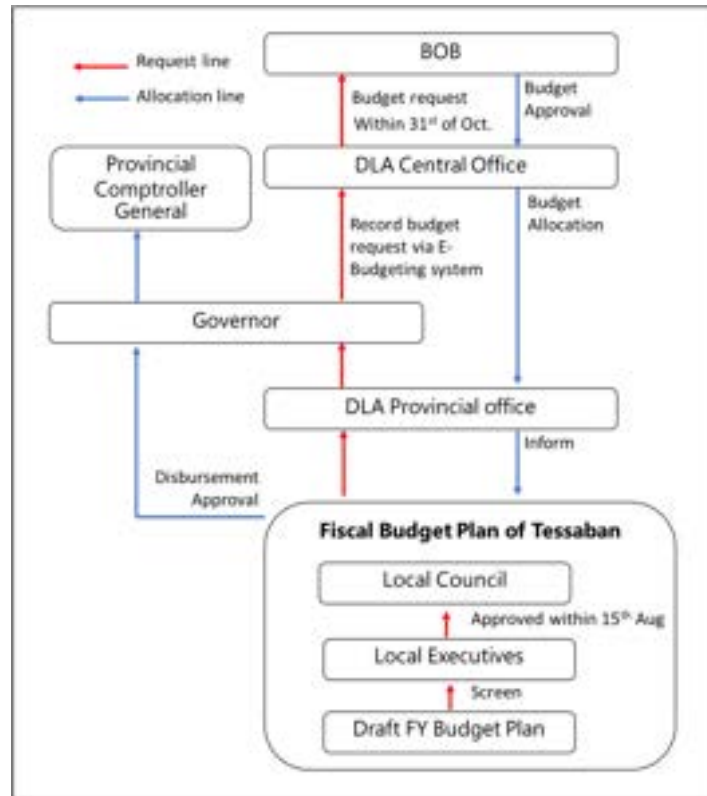 BOB
Request line
Allocation line
Budget request
Within 31st of Oct.
Budget
Approval
Provincial
Comptroller
General
DLA Central Office
Record budget
request via E-
Budgeting system
Budget
Allocation
Governor
DLA Provincial office
Inform
Disbursement
Approval
Fiscal Budget Plan of Tessaban
Local Council
Approved within 15th Aug
Local Executives
Screen
Draft FY Budget Plan